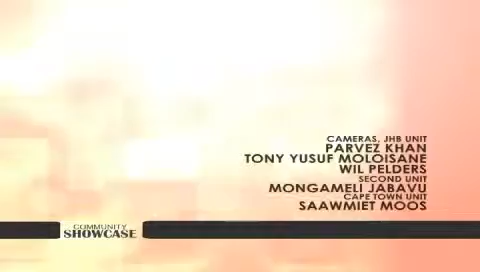 CAMERAS, JHB UNIT
PARVEZ KHAN
TONY YUSUF MOLOISANE
WIL PELDERS
SECOND UNIT
MONGAMELI JABAVU
CAPE TOWN UNIT
SAAWMIET MOOS
COMMUNITY
SHOWCASE